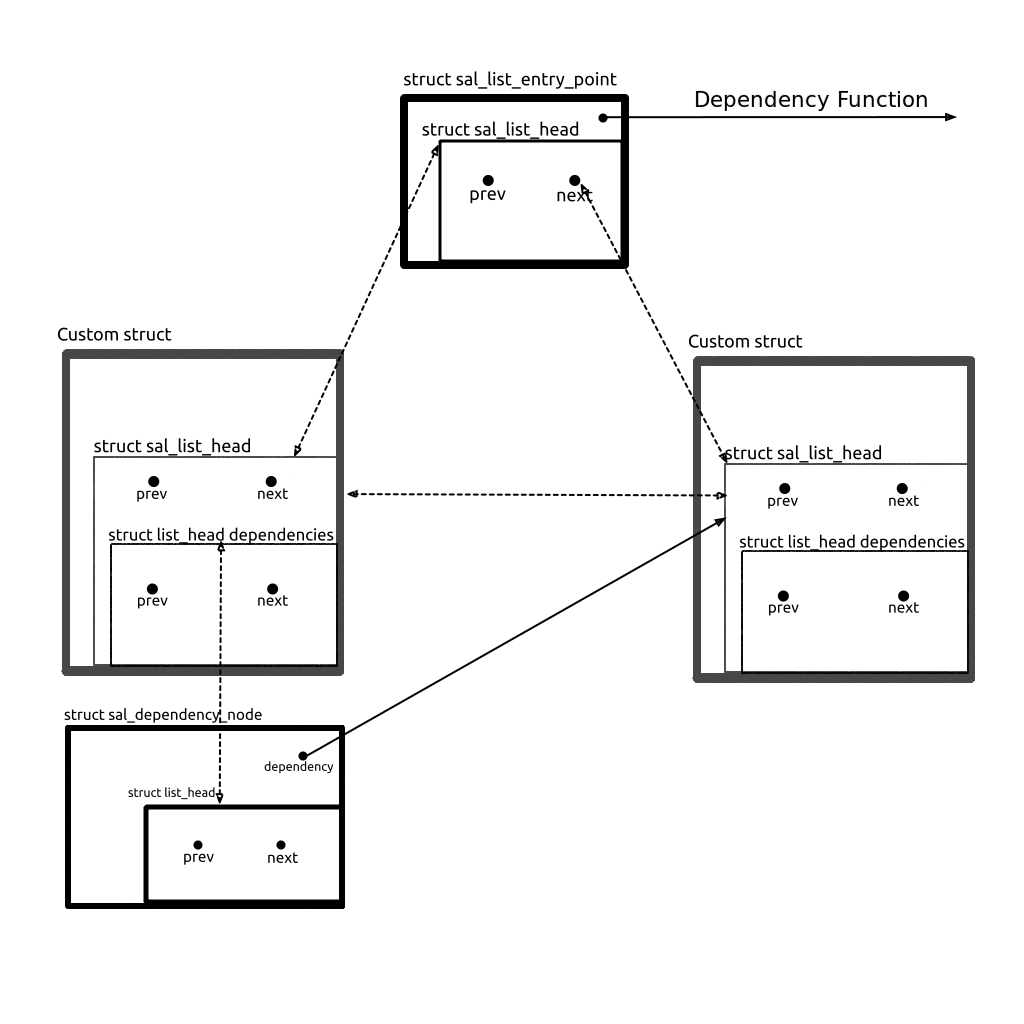 struct sal_list_entry_point
Dependency Function
struct sal_list_head
prev
next
Custom struct
struct sal_list_head
prev
next
struct list_head dependencies
prev
next
Custom struct
struct sal_list_head
prev
next
struct list_head dependencies
prev
next
struct sal_dependency_node
dependency
struct list_head
prev
next